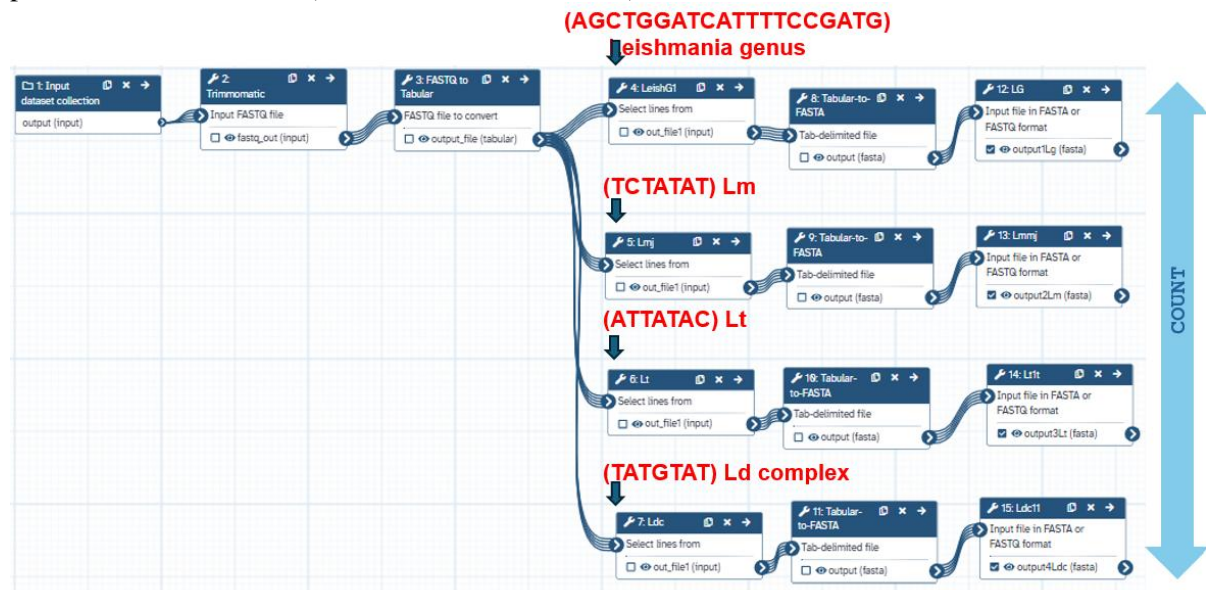 (AGCTGGATCATTTTCCGATG)
Leishmania genus
1: Input
dataset collection
output (input)
2:
Trimmomatic
Input FASTQ file
fastq_out (input)
3: FASTQ to
Tabular
FASTQ file to convert
output_file (tabular)
4: LeishG1
Select lines from
out_file1 (input)
8: Tabular-to-
FASTA
Tab-delimited file
output (fasta)
12: LG
Input file in FASTA or
FASTQ format
output1Lg (fasta)
(TCTATAT) Lm
5: Lmj
Select lines from
out_file1 (input)
9: Tabular-to-
FASTA
Tab-delimited file
output (fasta)
13: Lmmj
Input file in FASTA or
FASTQ format
output2Lm (fasta)
(ATTATAC) Lt
6: Lt
Select lines from
out_file1 (input)
10: Tabular-
to-FASTA
Tab-delimited file
output (fasta)
14: Lt1t
Input file in FASTA or
FASTQ format
output3Lt (fasta)
(TATGTAT) Ld complex
7: Ldc
Select lines from
out_file1 (input)
11: Tabular-
to-FASTA
Tab-delimited file
output (fasta)
15: Ldc11
Input file in FASTA or
FASTQ format
output4Ldc (fasta)
COUNT